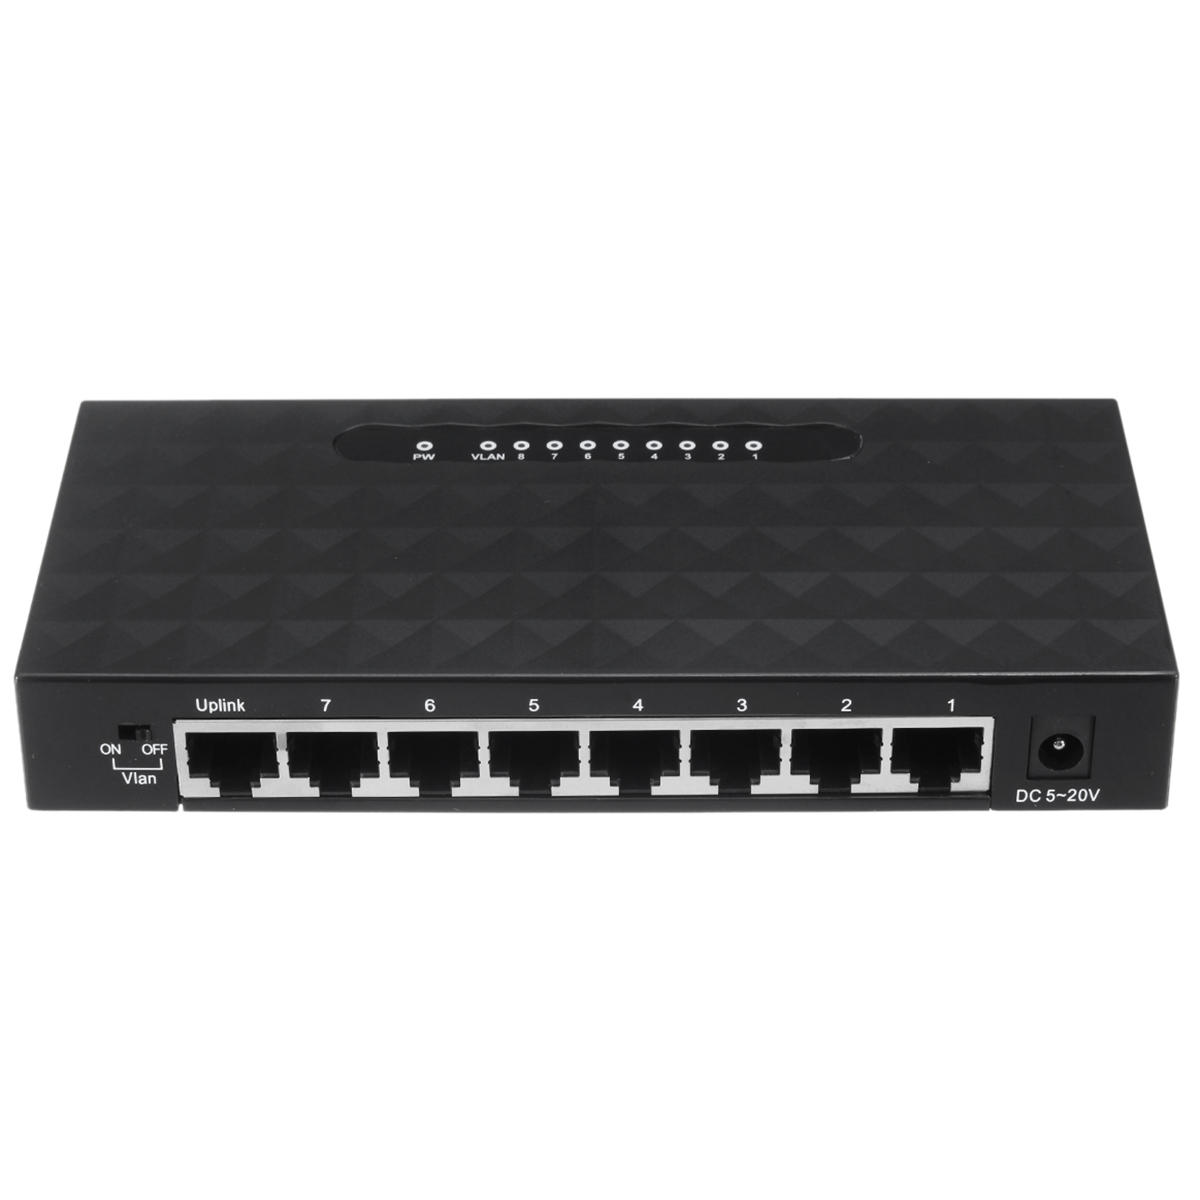 PW VLAN 8 7 6 5 4 3 2 1
Uplink 7 6 5 4 3 2 1
ON OFF
Vlan
DC 5~20V